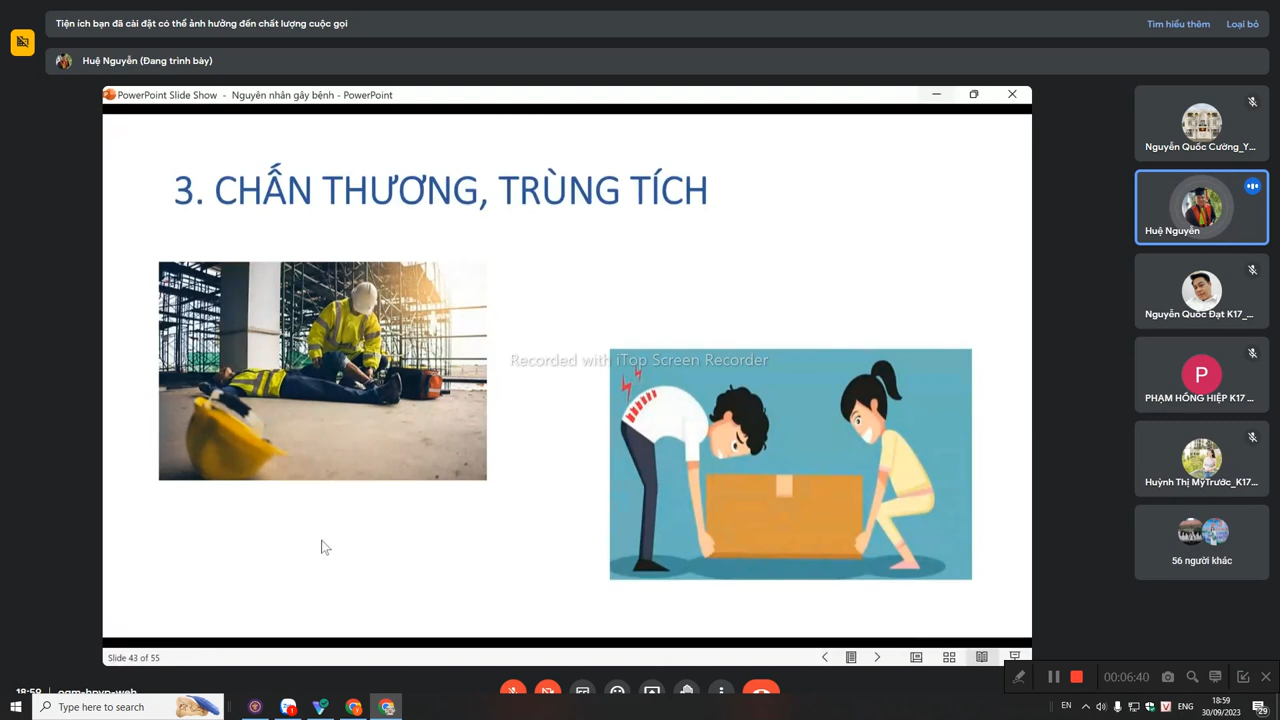 Tiện ích bạn đã cài đặt có thể ảnh hưởng đến chất lượng cuộc gọi
Tìm hiểu thêm
Loại bỏ
Huệ Nguyễn (Đang trình bày)
PowerPoint Slide Show - Nguyên nhân gây bệnh - PowerPoint
3. CHẤN THƯƠNG, TRÙNG TÍCH
Recorded with iTop Screen Recorder
Slide 43 of 55
Nguyễn Quốc Cường_Y...
Huệ Nguyễn
Nguyễn Quốc Đạt K17_...
P
PHẠM HỒNG HIỆP K17 ...
Huỳnh Thị MỹTrước_K17...
56 người khác
00:06:40
18:59
Type here to search
EN
ENG
18:59
30/09/2023
29